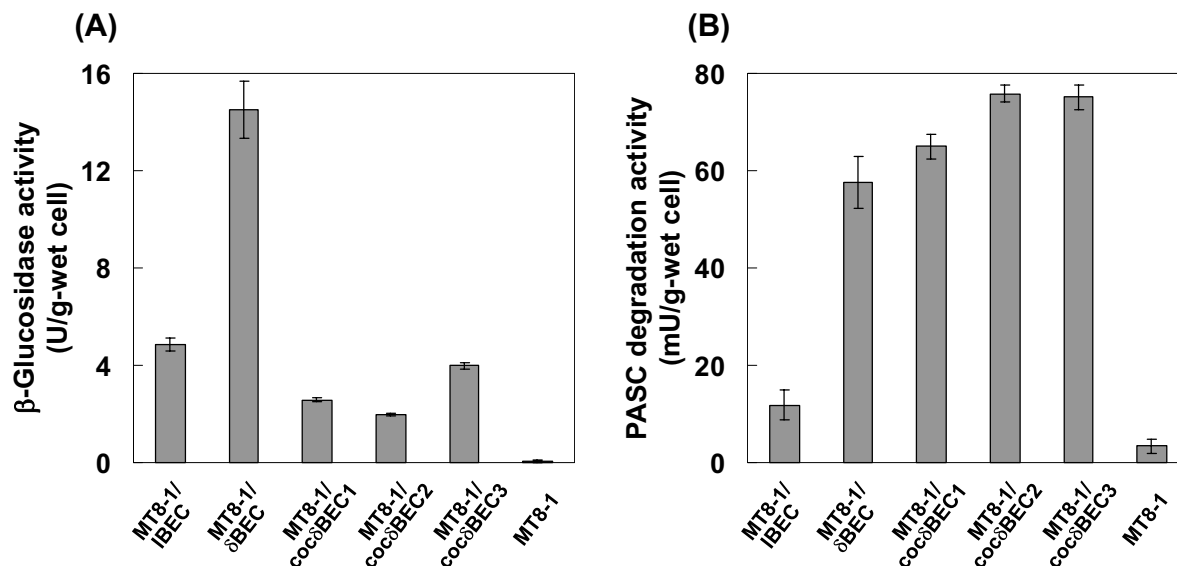 (A)
β-Glucosidase activity
(U/g-wet cell)
16
12
8
4
0
MT8-1/
IBEC
MT8-1/
δBEC
MT8-1/
cocδBEC1
MT8-1/
cocδBEC2
MT8-1/
cocδBEC3
MT8-1
(B)
PASC degradation activity
(mU/g-wet cell)
80
60
40
20
0
MT8-1/
IBEC
MT8-1/
δBEC
MT8-1/
cocδBEC1
MT8-1/
cocδBEC2
MT8-1/
cocδBEC3
MT8-1